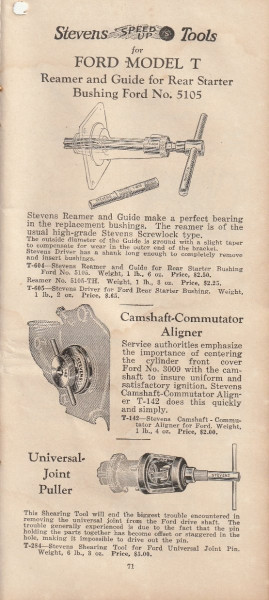 Stevens SPEED UP Tools
for
FORD MODEL T
Reamer and Guide for Rear Starter
Bushing Ford No. 5105
Stevens Reamer and Guide make a perfect bearing
in the replacement bushings. The reamer is of the
usual high-grade Stevens Screwlock type.
The outside diameter of the Guide is ground with a slight taper
to compensate for wear in the outer end of the bracket.
Stevens Driver has a shank long enough to completely remove
and insert bushings.
T-604—Stevens Reamer and Guide for Rear Starter Bushing
Ford No. 5105. Weight, 1 lb., 6 oz. Price, $2.50.
Reamer No. 5105-TH. Weight, 1 lb., 3 oz. Price, $2.25.
T-605—Stevens Driver for Ford Rear Starter Bushing. Weight,
1 lb., 2 oz. Price, $.65.
Camshaft-Commutator
Aligner
Service authorities emphasize
the importance of centering
the cylinder front cover
Ford No. 3009 with the cam-
shaft to insure uniform and
satisfactory ignition. Stevens
Camshaft-Commutator Align-
er T-142 does this quickly
and simply.
T-142—Stevens Camshaft - Commu-
tator Aligner for Ford. Weight,
1 lb., 4 oz. Price, $2.00.
Universal-
Joint
Puller
This Shearing Tool will end the biggest trouble encountered in
removing the universal joint from the Ford drive shaft. The
trouble generally experienced is due to the fact that the pin
holding the parts together has become offset or staggered in the
hole, making it impossible to drive out the pin.
T-284—Stevens Shearing Tool for Ford Universal Joint Pin.
Weight, 6 lb., 3 oz. Price, $5.00.
71